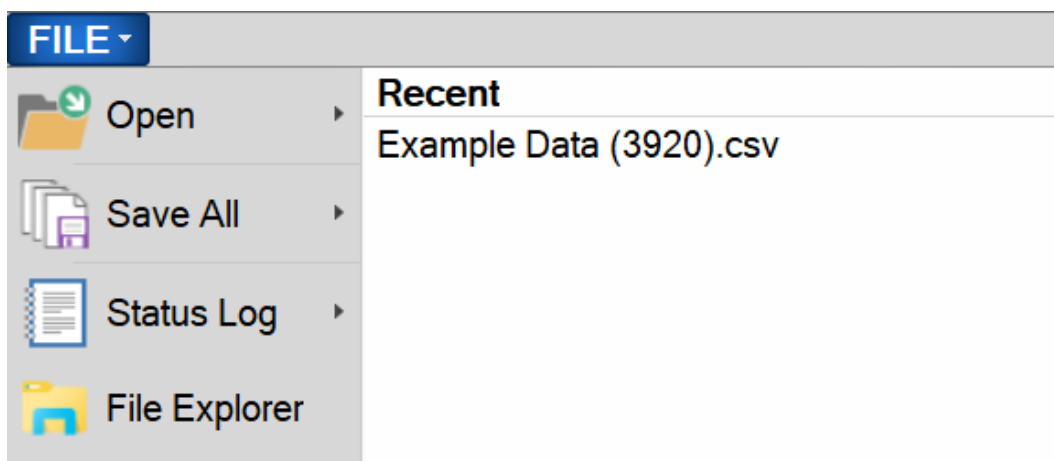 FILE
Open
Save All
Status Log
File Explorer
Recent
Example Data (3920).csv